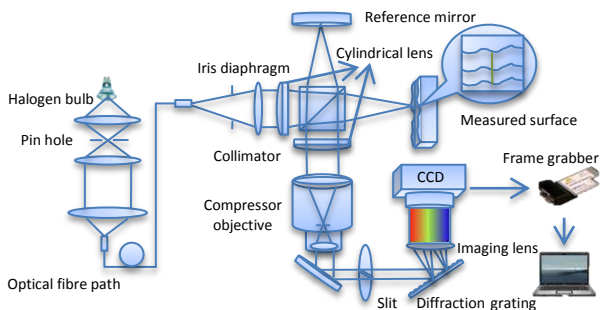 Reference mirror
Cylindrical lens
Iris diaphragm
Halogen bulb
Pin hole
Measured surface
Collimator
Frame grabber
CCD
Compressor
objective
Imaging lens
Optical fibre path
Slit
Diffraction grating